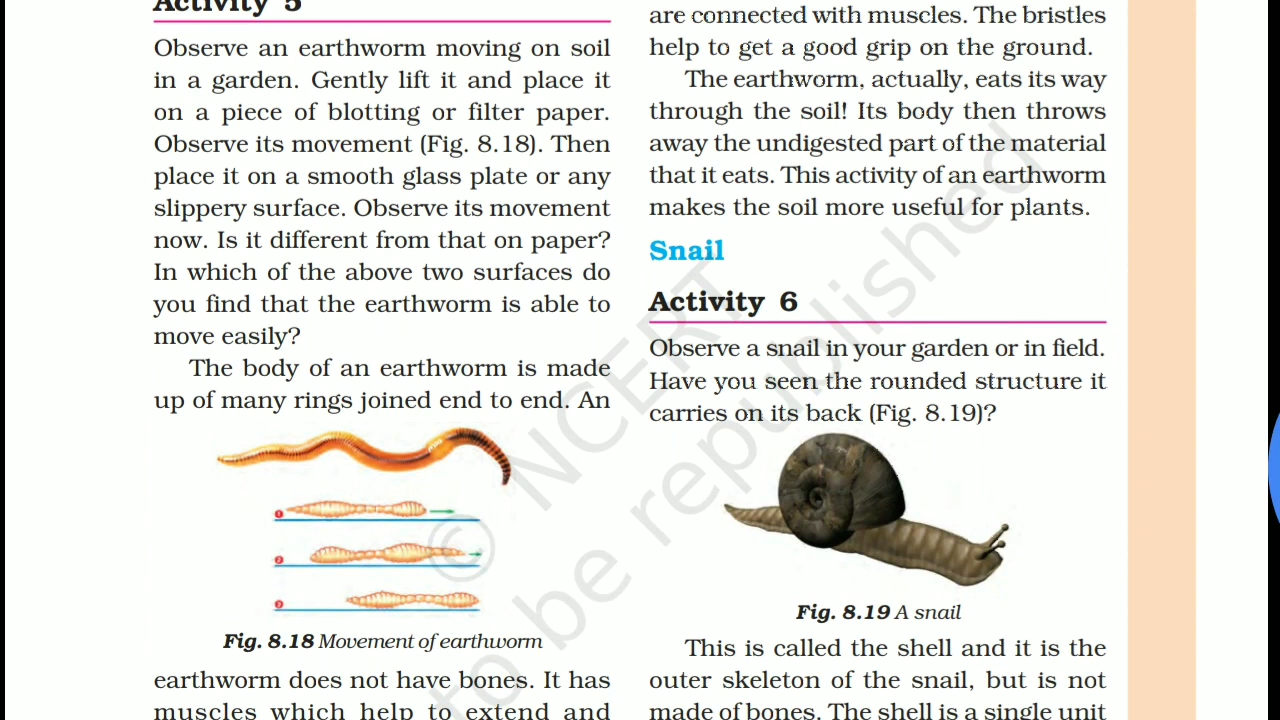 Activity 5
Observe an earthworm moving on soil
in a garden. Gently lift it and place it
on a piece of blotting or filter paper.
Observe its movement (Fig. 8.18). Then
place it on a smooth glass plate or any
slippery surface. Observe its movement
now. Is it different from that on paper?
In which of the above two surfaces do
you find that the earthworm is able to
move easily?
The body of an earthworm is made
up of many rings joined end to end. An
1
2
3
Fig. 8.18 Movement of earthworm
earthworm does not have bones. It has
muscles which help to extend and
are connected with muscles. The bristles
help to get a good grip on the ground.
The earthworm, actually, eats its way
through the soil! Its body then throws
away the undigested part of the material
that it eats. This activity of an earthworm
makes the soil more useful for plants.
Snail
Activity 6
Observe a snail in your garden or in field.
Have you seen the rounded structure it
carries on its back (Fig. 8.19)?
Fig. 8.19 A snail
This is called the shell and it is the
outer skeleton of the snail, but is not
made of bones. The shell is a single unit
© NCERT
to be republished